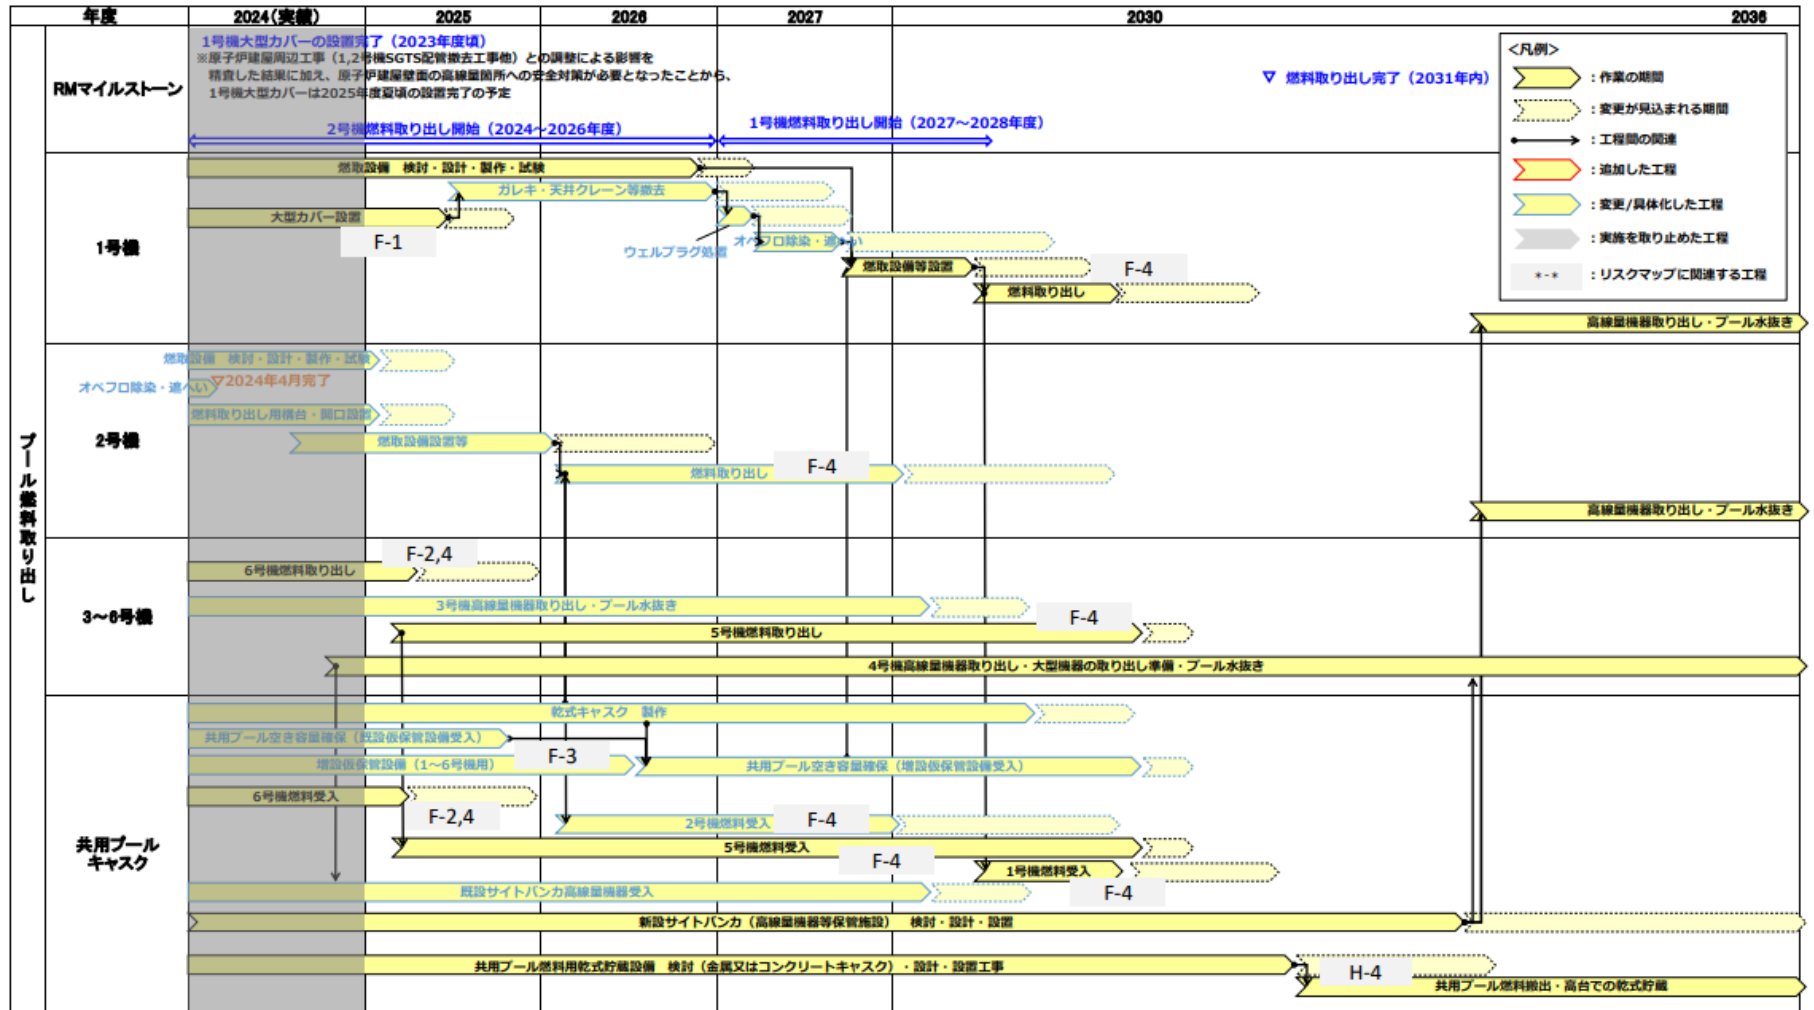 年度
2024(実績)
2025
2026
2027
2030
2036
RMマイルストーン
1号機大型カバーの設置完了（2023年度頃）
※原子炉建屋周辺工事（1,2号機SGTS配管撤去工事他）との調整による影響を
精査した結果に加え、原子炉建屋壁面の高線量箇所への安全対策が必要となったことから、
1号機大型カバーは2025年度夏頃の設置完了の予定
2号機燃料取り出し開始（2024～2026年度）
1号機燃料取り出し開始（2027～2028年度）
▽ 燃料取り出し完了（2031年内）
＜凡例＞
：作業の期間
：変更が見込まれる期間
：工程間の関連
：追加した工程
：変更/具体化した工程
：実施を取り止めた工程
＊-＊
：リスクマップに関連する工程
プール燃料取り出し
1号機
燃取設備　検討・設計・製作・試験
ガレキ・天井クレーン等撤去
大型カバー設置
F-1
ウェルプラグ処置
オペフロ除染・遮へい
燃取設備等設置
F-4
燃料取り出し
高線量機器取り出し・プール水抜き
2号機
燃取設備　検討・設計・製作・試験
オペフロ除染・遮へい
▽2024年4月完了
燃料取り出し用構台・開口設置
燃取設備設置等
燃料取り出し
F-4
高線量機器取り出し・プール水抜き
3～6号機
F-2,4
6号機燃料取り出し
3号機高線量機器取り出し・プール水抜き
F-4
5号機燃料取り出し
4号機高線量機器取り出し・大型機器の取り出し準備・プール水抜き
共用プール
キャスク
乾式キャスク　製作
共用プール空き容量確保（既設仮保管設備受入）
F-3
増設仮保管設備（1～6号機用）
共用プール空き容量確保（増設仮保管設備受入）
6号機燃料受入
F-2,4
2号機燃料受入
F-4
5号機燃料受入
F-4
1号機燃料受入
F-4
既設サイトバンカ高線量機器受入
新設サイトバンカ（高線量機器等保管施設）　検討・設計・設置
共用プール燃料用乾式貯蔵設備　検討（金属又はコンクリートキャスク）・設計・設置工事
H-4
共用プール燃料搬出・高台での乾式貯蔵